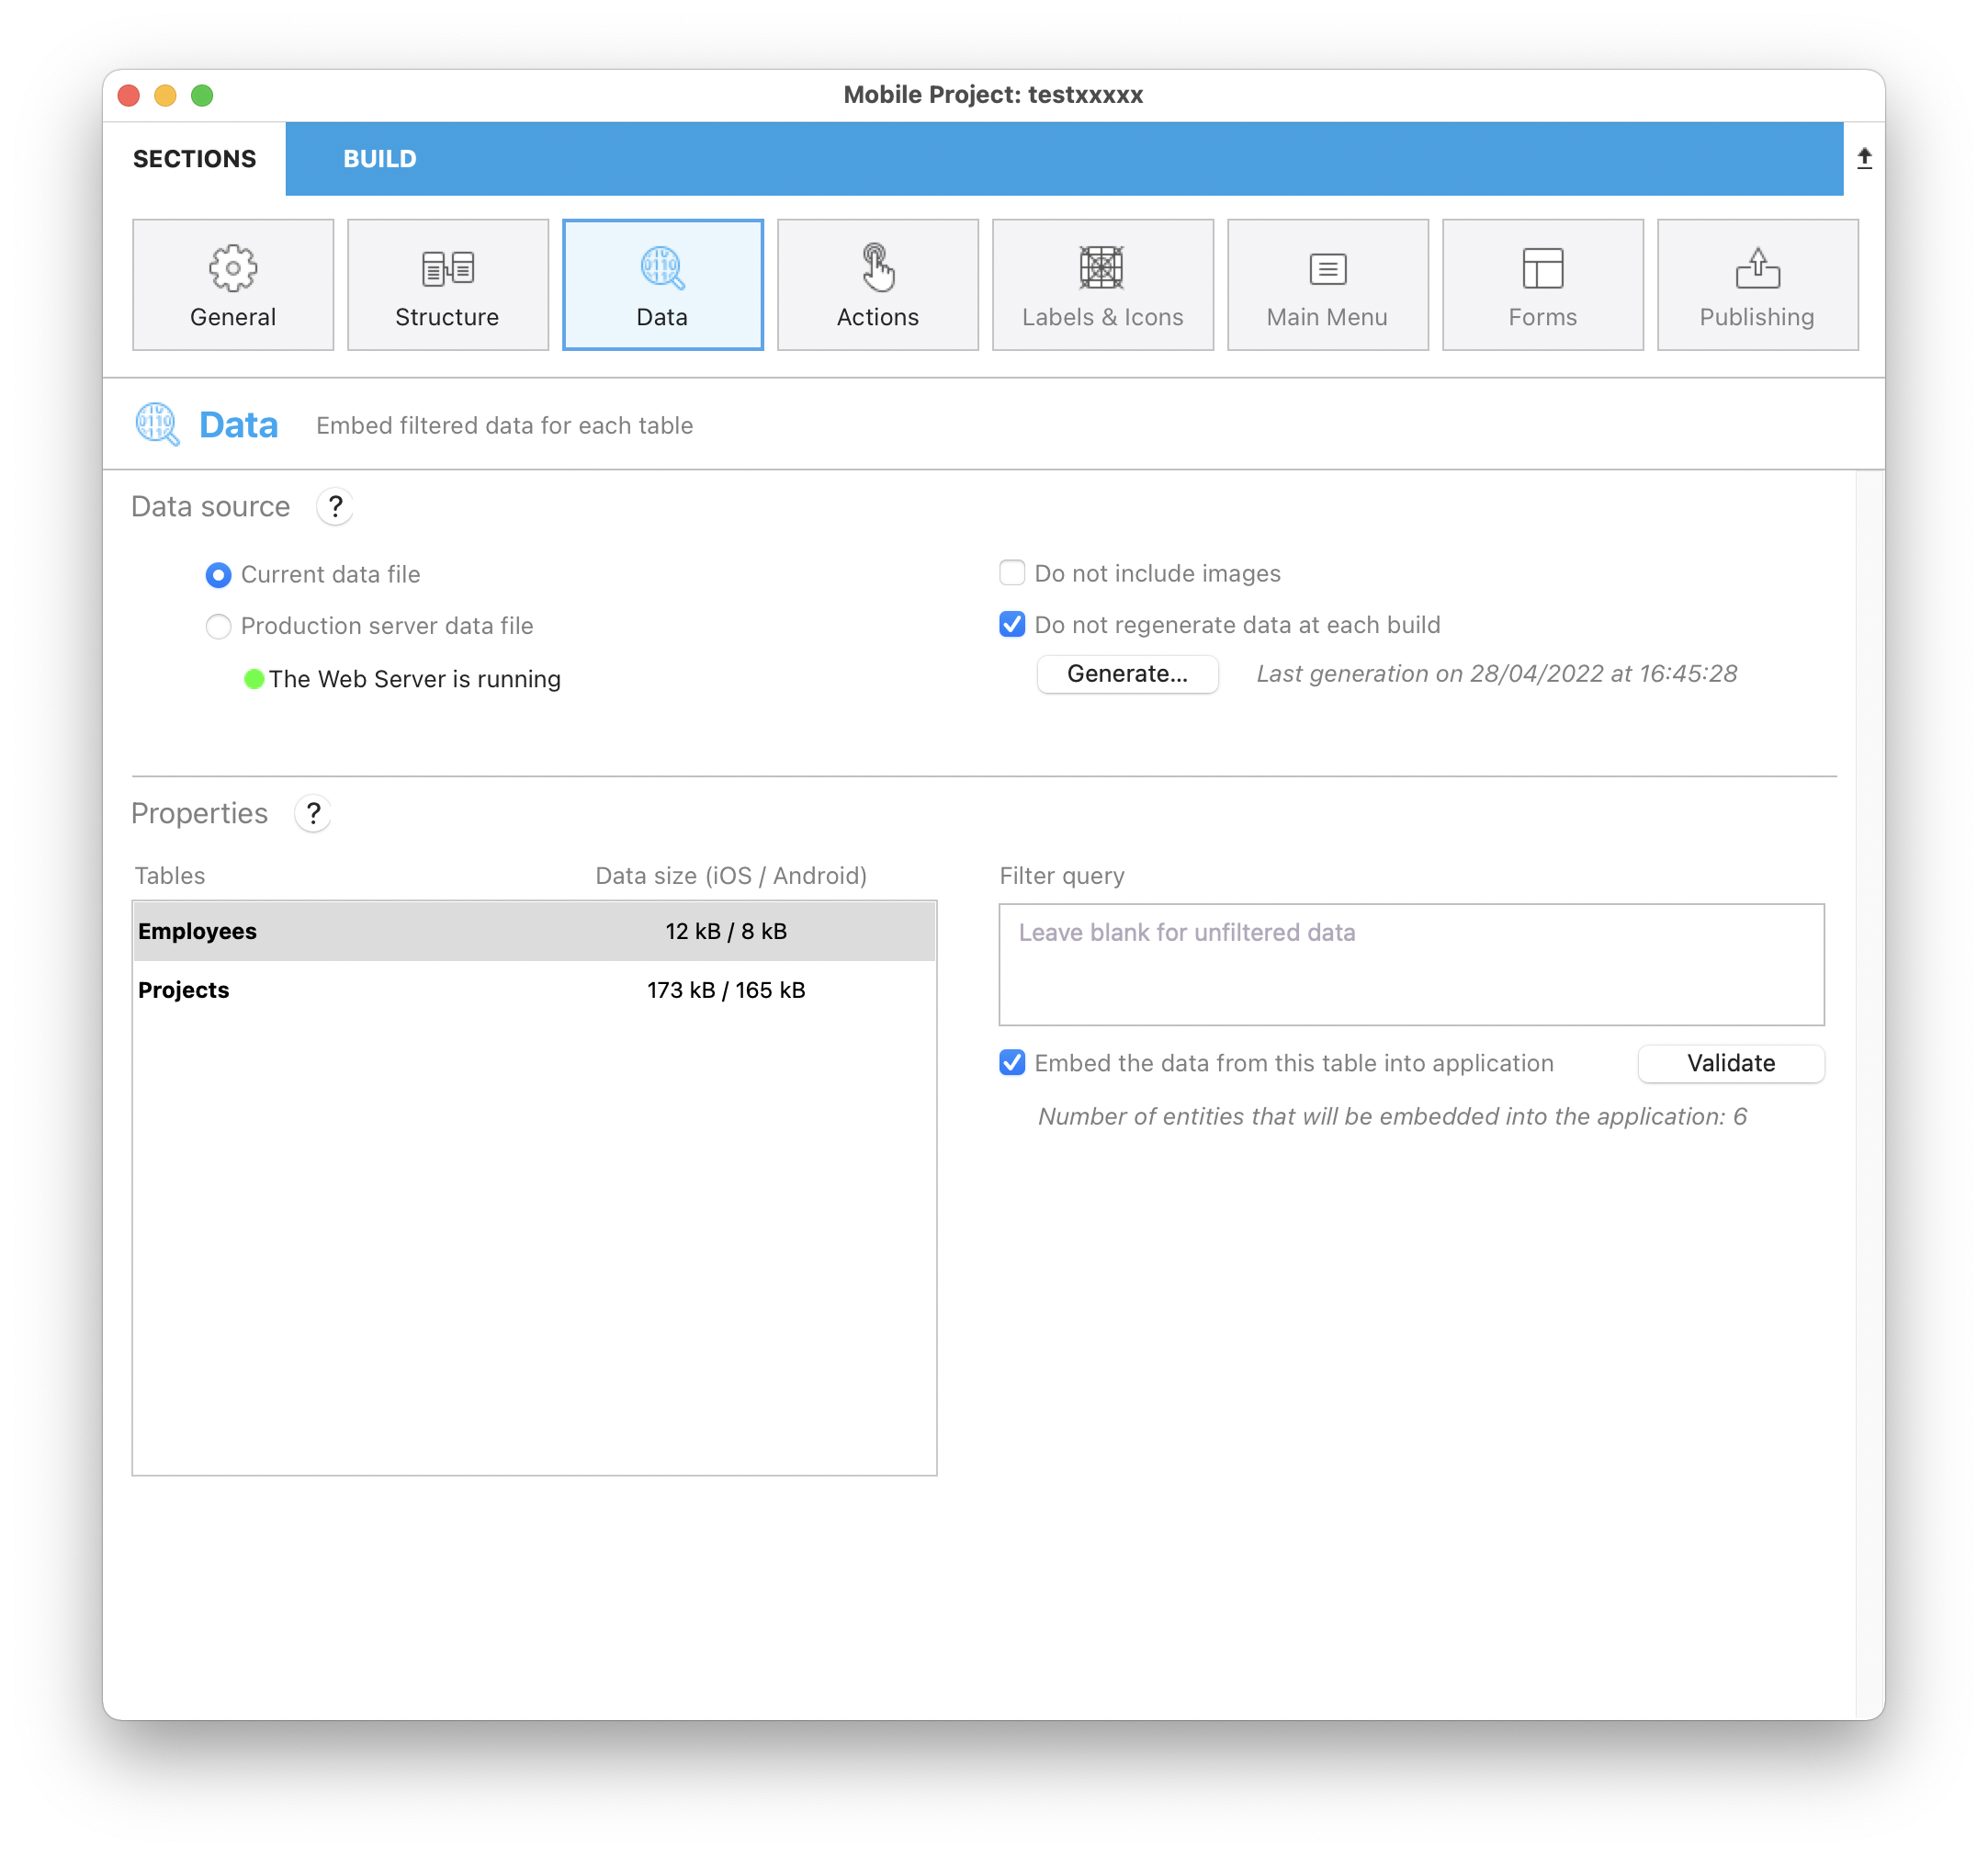 Mobile Project: testxxxxx
SECTIONS BUILD
General Structure Data Actions Labels & Icons Main Menu Forms Publishing
Data Embed filtered data for each table
Data source ?
Current data file Do not include images
Production server data file Do not regenerate data at each build
The Web Server is running Generate... Last generation on 28/04/2022 at 16:45:28
Properties ?
Tables Data size (iOS / Android) Filter query
Employees 12 kB / 8 kB Leave blank for unfiltered data
Projects 173 kB / 165 kB
Embed the data from this table into application Validate
Number of entities that will be embedded into the application: 6